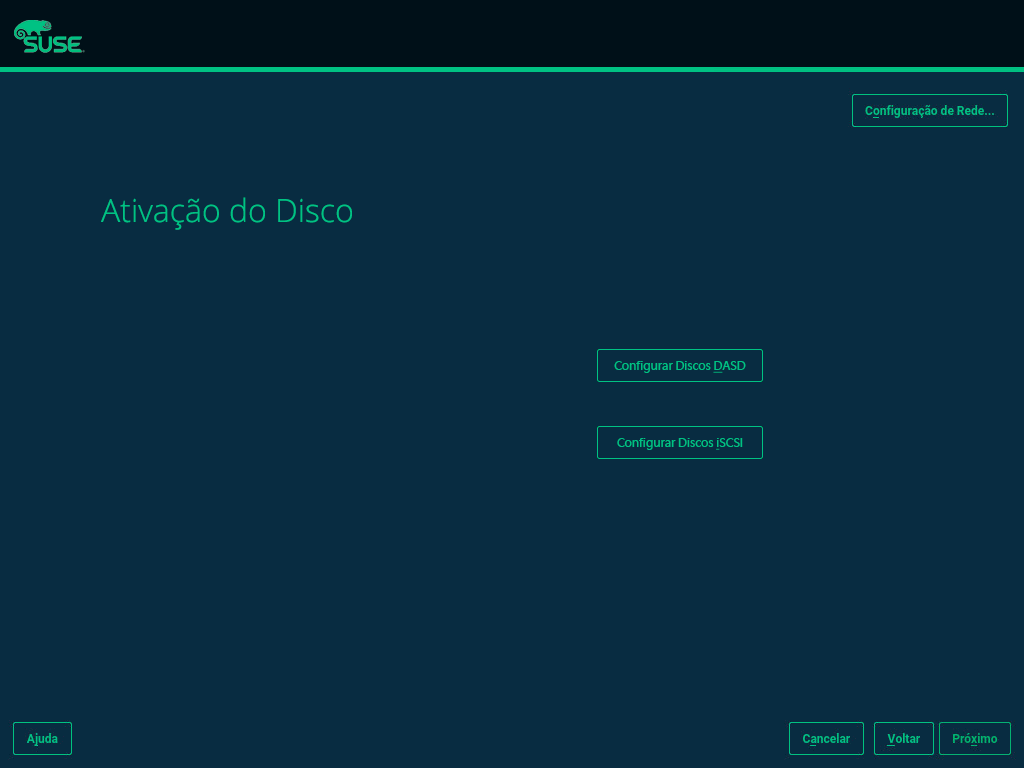 SUSE
Configuração de Rede...
Ativação do Disco
Configurar Discos DASD
Configurar Discos iSCSI
Ajuda
Cancelar
Voltar
Próximo